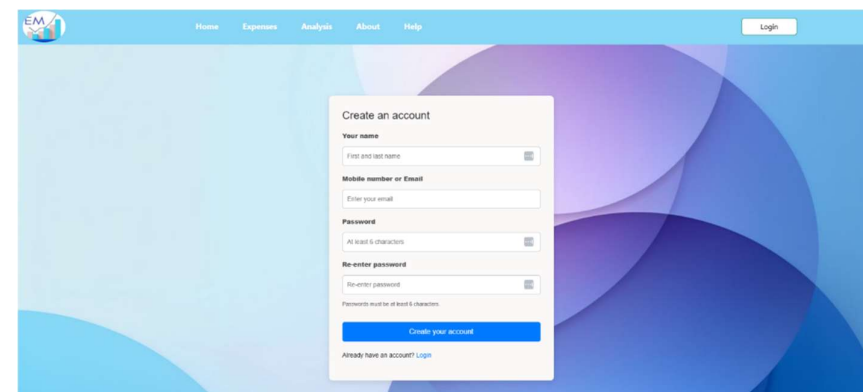 EM
Home Expenses Analysis About Help
Login
Create an account
Your name
First and last name
Mobile number or Email
Enter your email
Password
At least 6 characters
Re-enter password
Re-enter password
Passwords must be at least 6 characters.
Create your account
Already have an account? Login